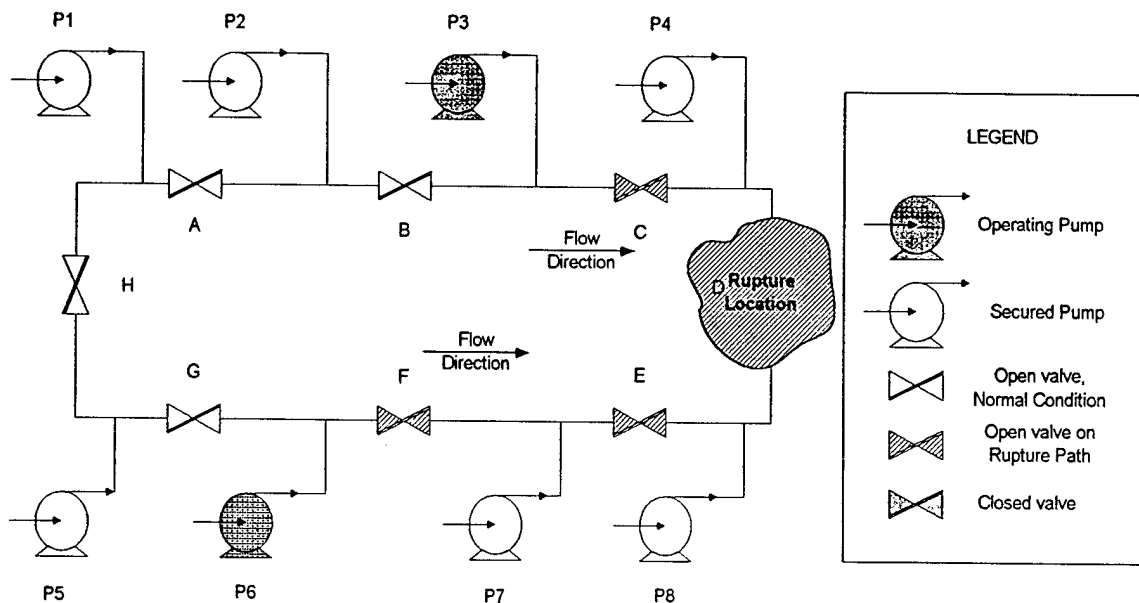 P1
P2
P3
P4
A
B
C
Flow
Direction
H
D Rupture
Location
G
Flow
Direction
F
E
P5
P6
P7
P8
LEGEND
Operating Pump
Secured Pump
Open valve,
Normal Condition
Open valve on
Rupture Path
Closed valve